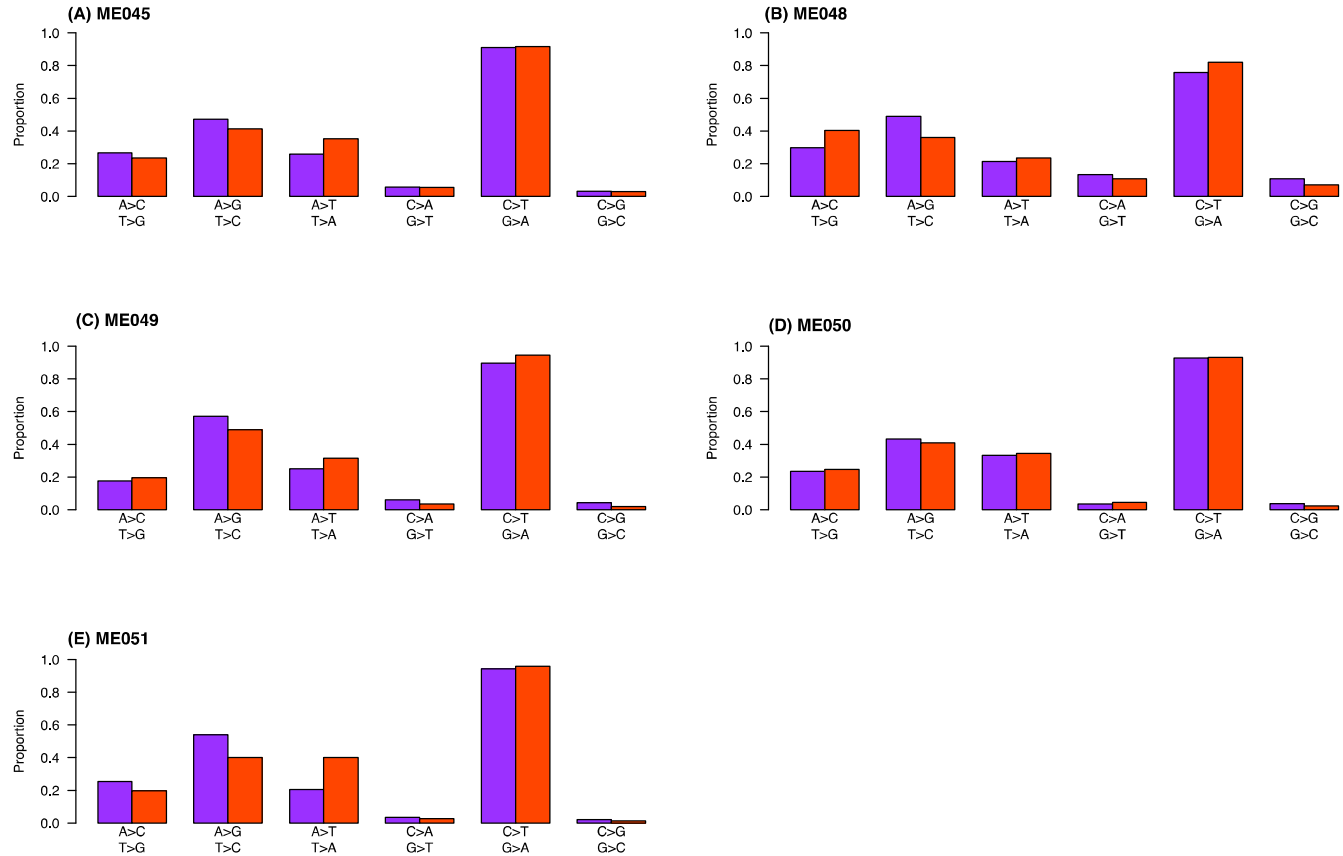 (A) ME045
Proportion
1.0
0.8
0.6
0.4
0.2
0.0
A>C A>G A>T C>A C>T C>G
T>G T>C T>A G>T G>A G>C
(B) ME048
Proportion
1.0
0.8
0.6
0.4
0.2
0.0
A>C A>G A>T C>A C>T C>G
T>G T>C T>A G>T G>A G>C
(C) ME049
Proportion
1.0
0.8
0.6
0.4
0.2
0.0
A>C A>G A>T C>A C>T C>G
T>G T>C T>A G>T G>A G>C
(D) ME050
Proportion
1.0
0.8
0.6
0.4
0.2
0.0
A>C A>G A>T C>A C>T C>G
T>G T>C T>A G>T G>A G>C
(E) ME051
Proportion
1.0
0.8
0.6
0.4
0.2
0.0
A>C A>G A>T C>A C>T C>G
T>G T>C T>A G>T G>A G>C